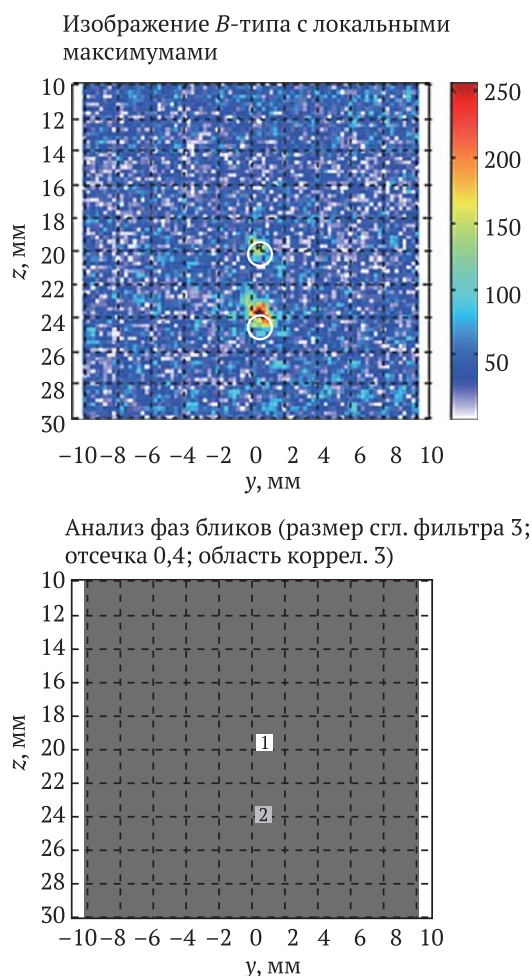 Изображение B-типа с локальными
максимумами
10
12
14
16
18
20
22
24
26
28
30
z, мм
–10 –8 –6 –4 –2 0 2 4 6 8 10
y, мм
250
200
150
100
50
Анализ фаз бликов (размер сгл. фильтра 3;
отсечка 0,4; область коррел. 3)
10
12
14
16
18
20
22
24
26
28
30
z, мм
1
2
–10 –8 –6 –4 –2 0 2 4 6 8 10
y, мм